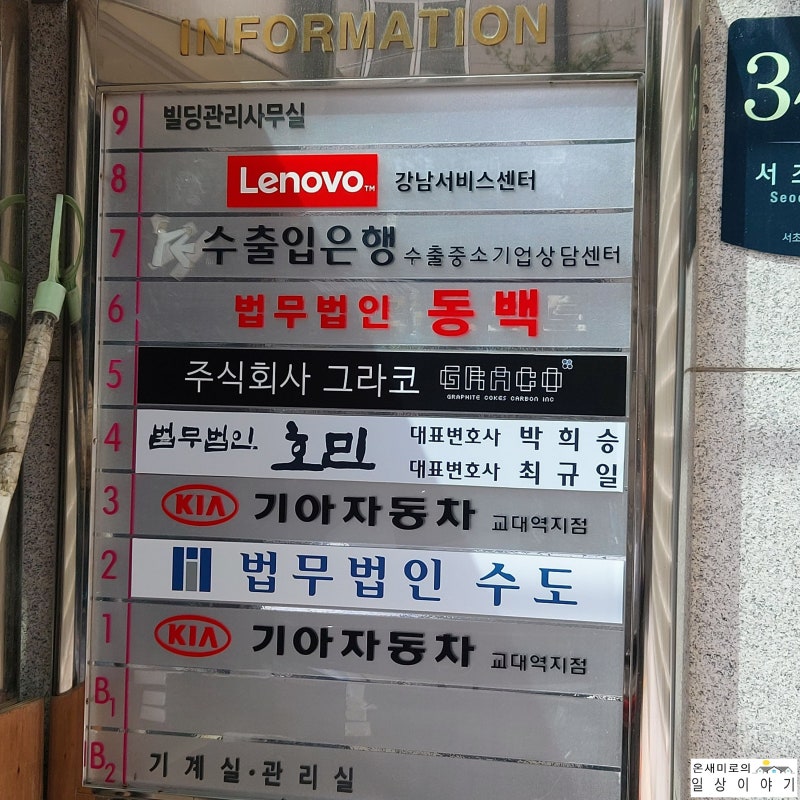 INFORMATION
9 빌딩관리사무실
8 Lenovo™ 강남서비스센터
7 수출입은행 수출중소기업상담센터
6 법무법인 동백
5 주식회사 그라코 GRACO
GRAPHITE COKES CARBON INC
4 법무법인 호민 대표변호사 박희승
대표변호사 최규일
3 KIA 기아자동차 교대역지점
2 법무법인 수도
1 KIA 기아자동차 교대역지점
B1
B2 기계실·관리실
3
서초
Seo
서초
온새미로의
일상이야기